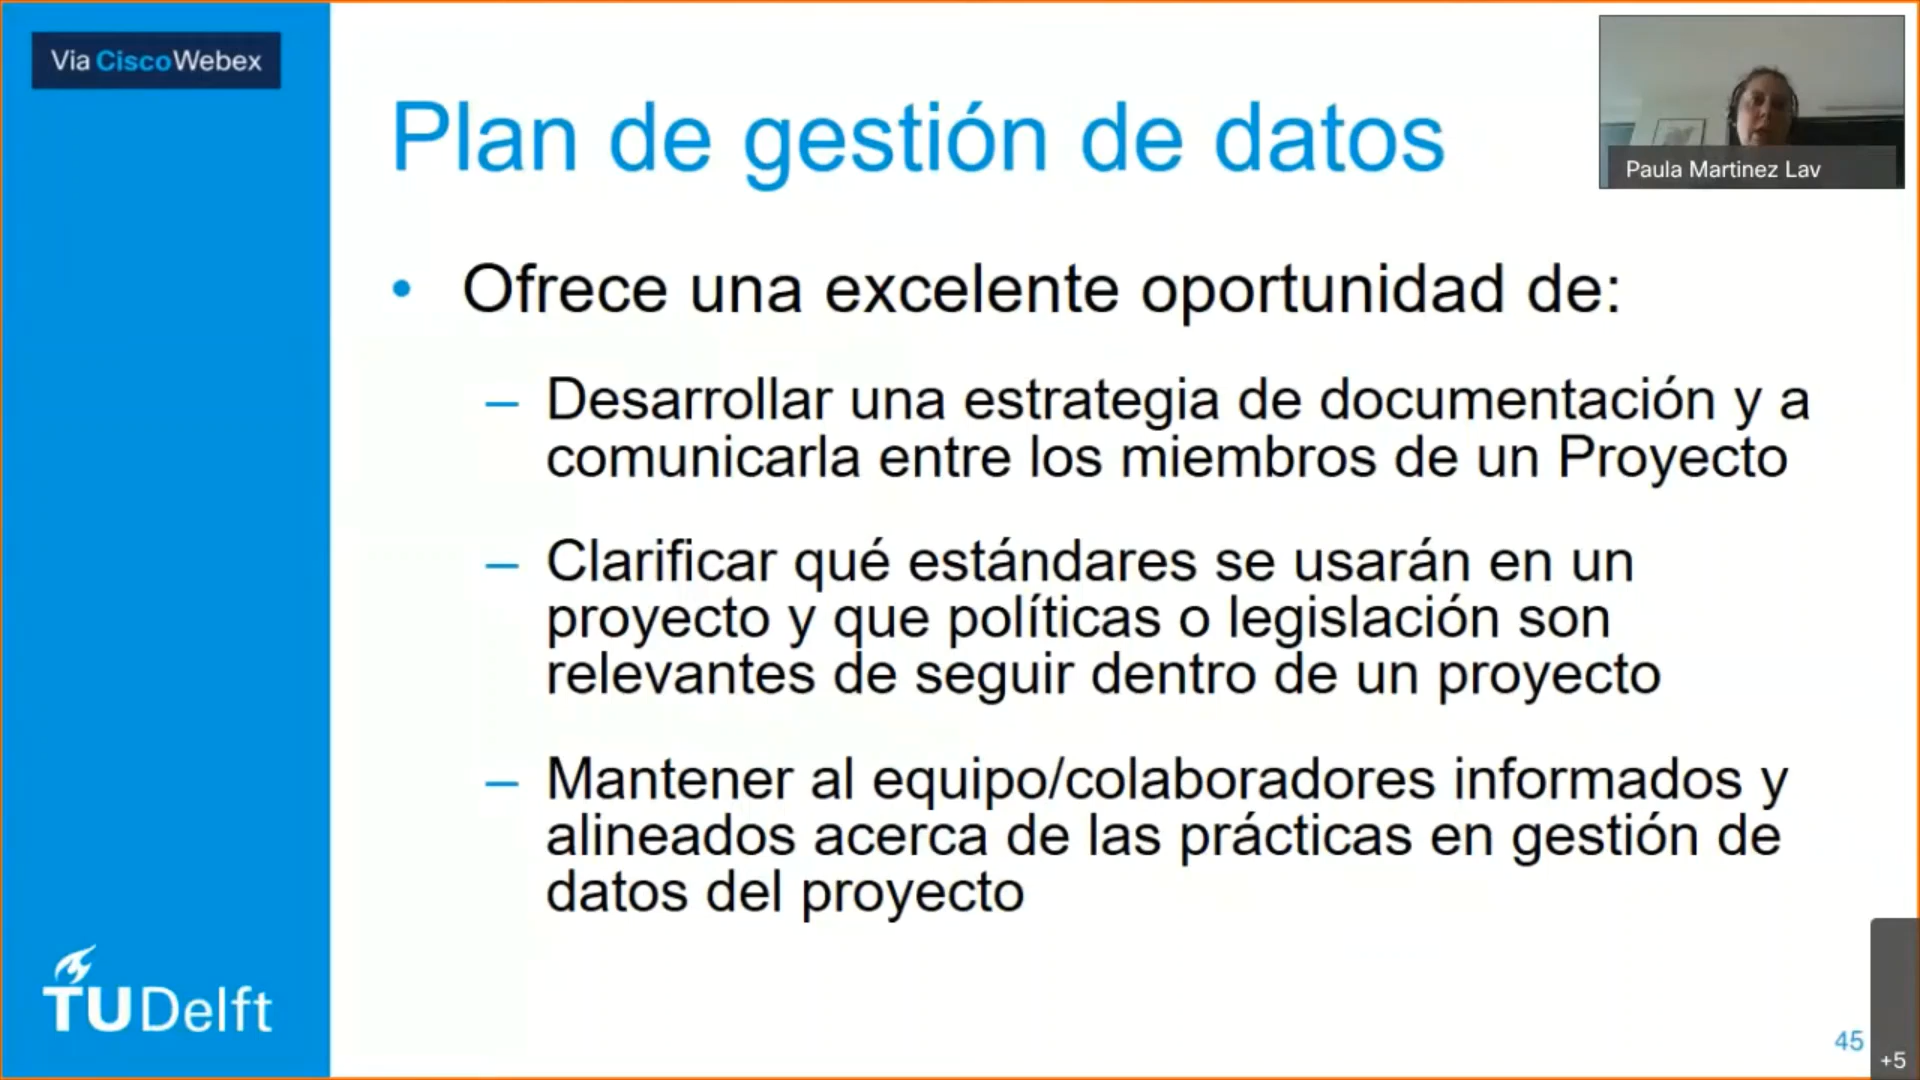 Via CiscoWebex
Plan de gestión de datos
Paula Martinez Lav
• Ofrece una excelente oportunidad de:
– Desarrollar una estrategia de documentación y a
comunicarla entre los miembros de un Proyecto
– Clarificar qué estándares se usarán en un
proyecto y que políticas o legislación son
relevantes de seguir dentro de un proyecto
– Mantener al equipo/colaboradores informados y
alineados acerca de las prácticas en gestión de
datos del proyecto
TUDelft
45
+5